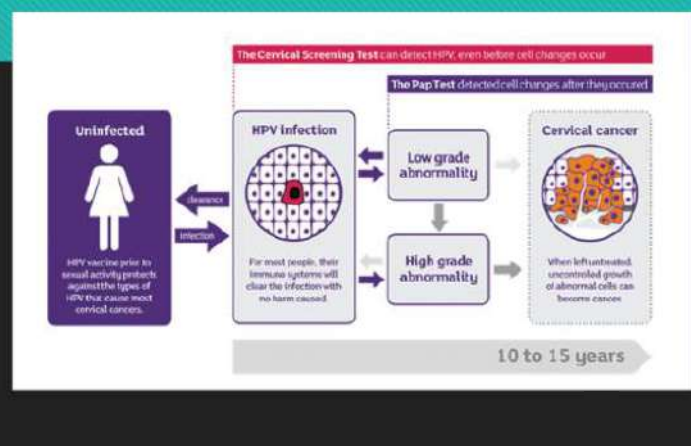 The Cervical Screening Test can detect HPV, even before cell changes occur
The Pap Test detected cell changes after they occured
Uninfected
HPV vaccine prior to
sexual activity protects
against the types of
HPV that cause most
cervical cancers.
clearance
infection
HPV infection
For most people, their
immune systems will
clear the infection with
no harm caused
Low grade
abnormality
High grade
abnormality
Cervical cancer
When left untreated,
uncontroled growth
of abnormal cells can
become cancer
10 to 15 years